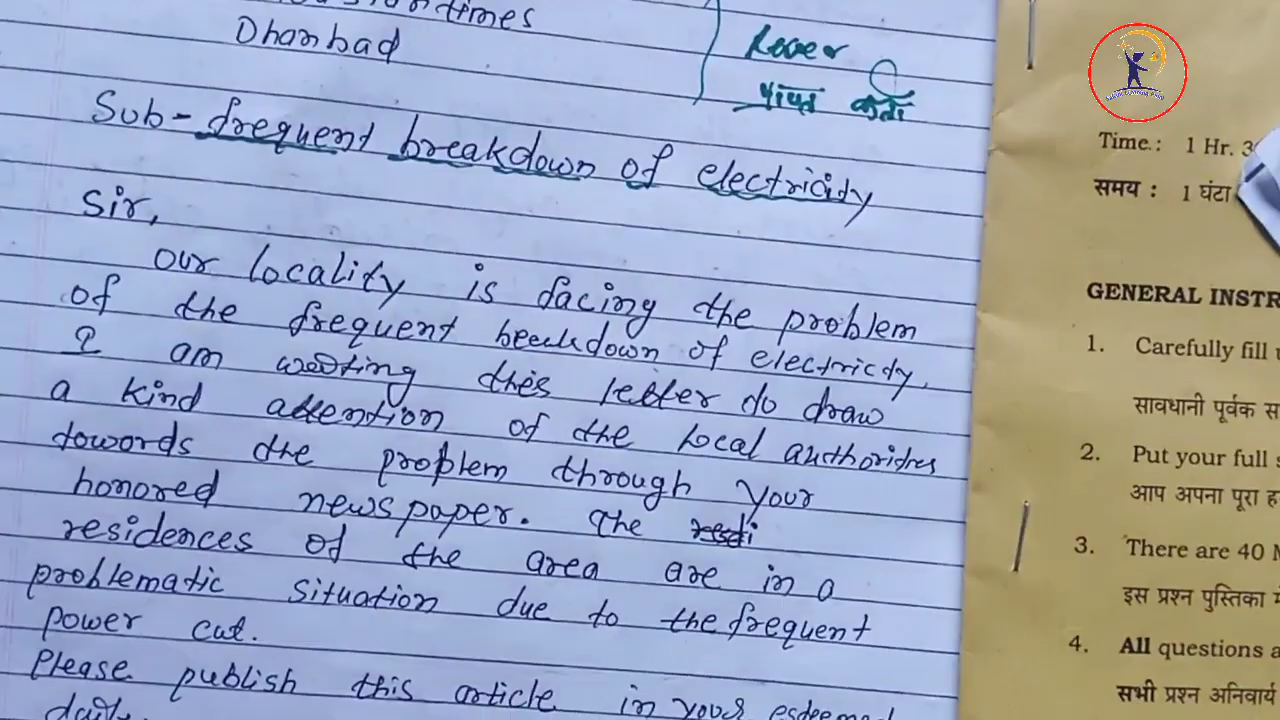 times
Dhanbad
Sub- frequent breakdown of electricity
Sir,
our locality is facing the problem
of the frequent breakdown of electricity.
I am writing this letter to draw
a kind attention of the local authorities
towords the problem through your
honored newspaper. The
residences of the area are in a
problematic situation due to the frequent
power cut.
Please publish this article in your esteemed
daily
Time : 1 Hr.
समय : 1 घंटा
GENERAL INSTR
1. Carefully fill
सावधानी पूर्वक
2. Put your full
आप अपना पूरा
3. There are 40
इस प्रश्न पुस्तिका
4. All questions
सभी प्रश्न अनिवार्य